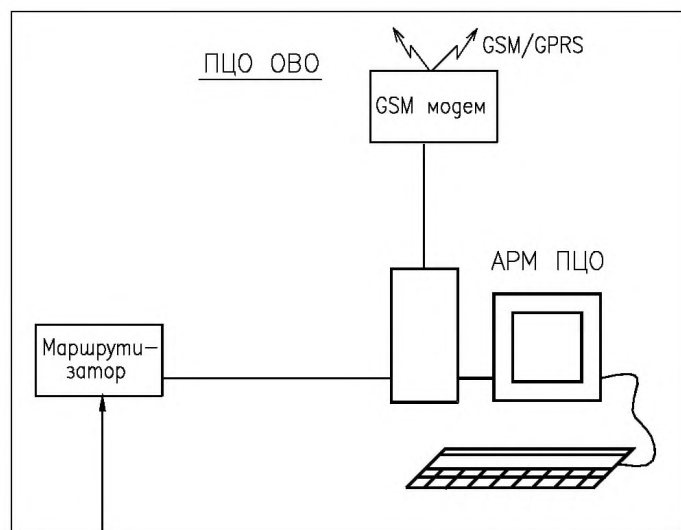 ПЦО ОВО
GSM/GPRS
GSM модем
АРМ ПЦО
Маршрути-
затор